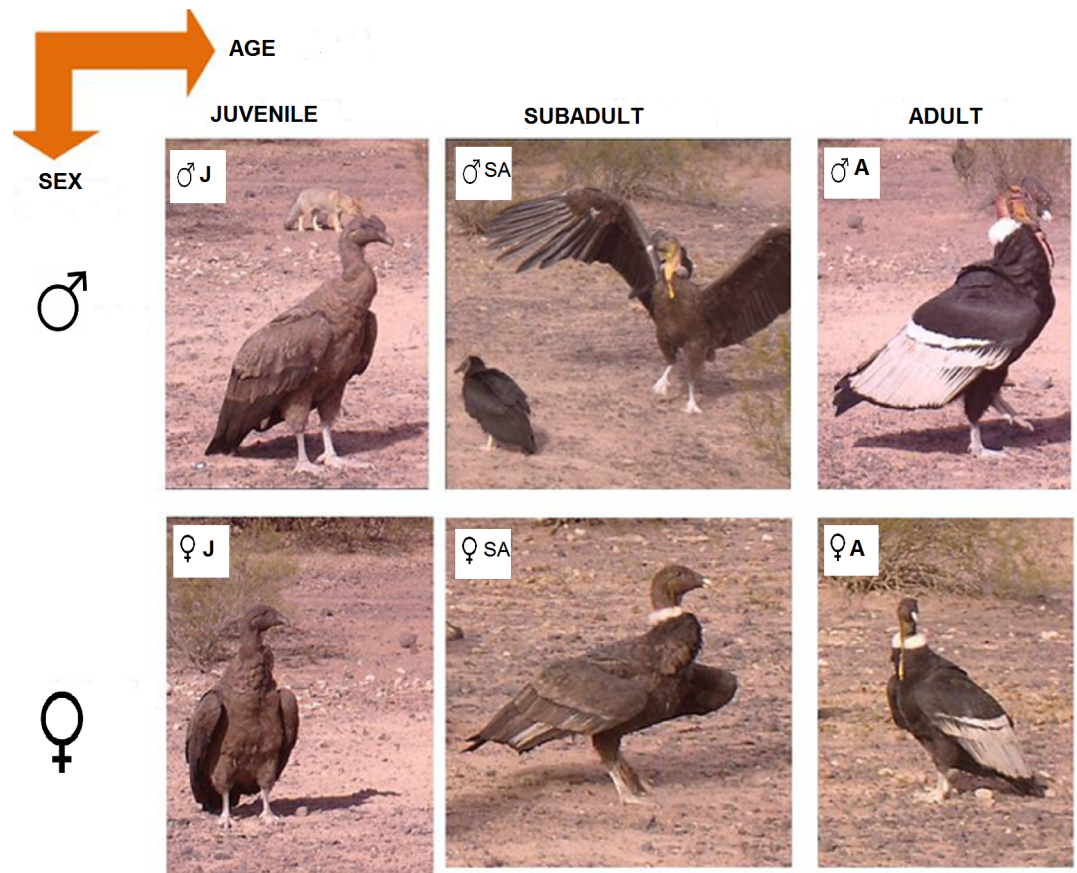 AGE
JUVENILE SUBADULT ADULT
SEX
♂ J
♂ SA
♂ A
♂
♀ J
♀ SA
♀ A
♀